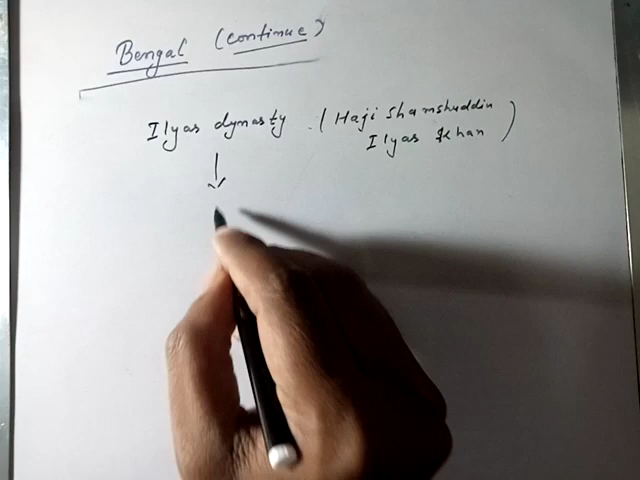 Bengal (continue)
Ilyas dynasty. (Haji Shamshuddin
Ilyas Khan)